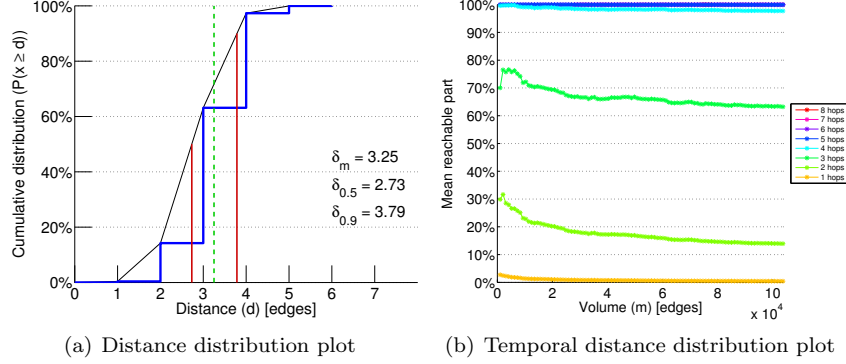 100%
80%
60%
40%
20%
0%
Cumulative distribution (P(x ≥ d))
δm = 3.25
δ0.5 = 2.73
δ0.9 = 3.79
0 1 2 3 4 5 6 7
Distance (d) [edges]
(a) Distance distribution plot
100%
90%
80%
70%
60%
50%
40%
30%
20%
10%
0%
Mean reachable part
8 hops
7 hops
6 hops
5 hops
4 hops
3 hops
2 hops
1 hops
0 2 4 6 8 10
x 10^4
Volume (m) [edges]
(b) Temporal distance distribution plot